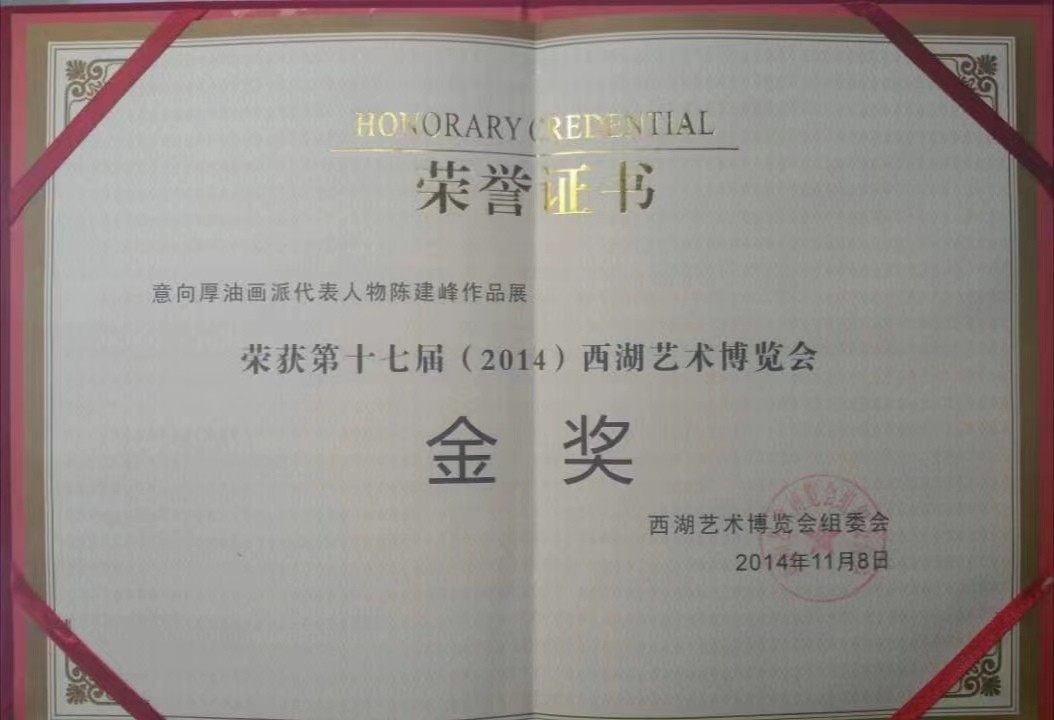 HONORARY CREDENTIAL
荣誉证书
意向厚油画派代表人物陈建峰作品展
荣获第十七届（2014）西湖艺术博览会
金奖
西湖艺术博览会组委会
2014年11月8日